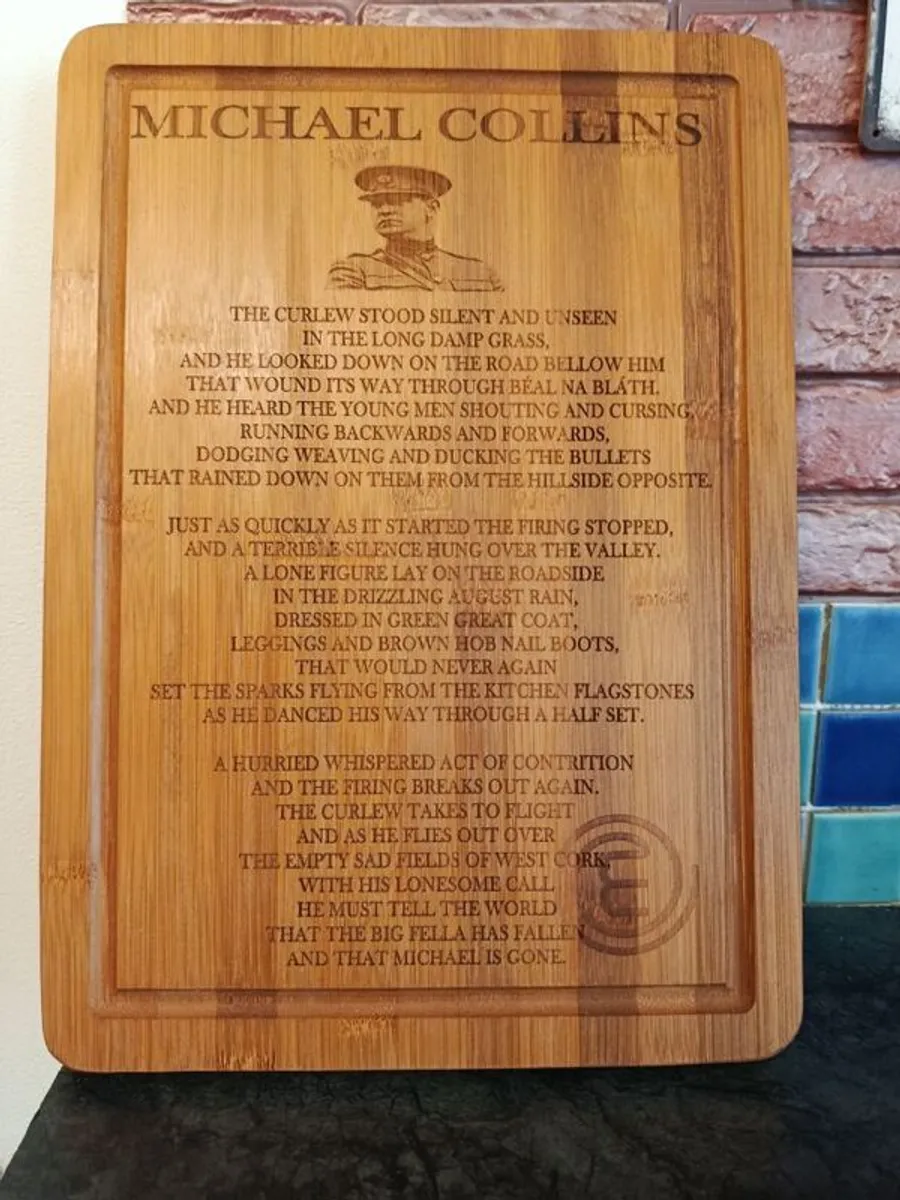 MICHAEL COLLINS
THE CURLEW STOOD SILENT AND UNSEEN
IN THE LONG DAMP GRASS,
AND HE LOOKED DOWN ON THE ROAD BELLOW HIM
THAT WOUND ITS WAY THROUGH BÉAL NA BLÁTH.
AND HE HEARD THE YOUNG MEN SHOUTING AND CURSING,
RUNNING BACKWARDS AND FORWARDS,
DODGING WEAVING AND DUCKING THE BULLETS
THAT RAINED DOWN ON THEM FROM THE HILLSIDE OPPOSITE.
JUST AS QUICKLY AS IT STARTED THE FIRING STOPPED,
AND A TERRIBLE SILENCE HUNG OVER THE VALLEY.
A LONE FIGURE LAY ON THE ROADSIDE
IN THE DRIZZLING AUGUST RAIN,
DRESSED IN GREEN GREAT COAT,
LEGGINGS AND BROWN HOB NAIL BOOTS,
THAT WOULD NEVER AGAIN
SET THE SPARKS FLYING FROM THE KITCHEN FLAGSTONES
AS HE DANCED HIS WAY THROUGH A HALF SET.
A HURRIED WHISPERED ACT OF CONTRITION
AND THE FIRING BREAKS OUT AGAIN.
THE CURLEW TAKES TO FLIGHT
AND AS HE FLIES OUT OVER
THE EMPTY SAD FIELDS OF WEST CORK,
WITH HIS LONESOME CALL
HE MUST TELL THE WORLD
THAT THE BIG FELLA HAS FALLEN
AND THAT MICHAEL IS GONE.